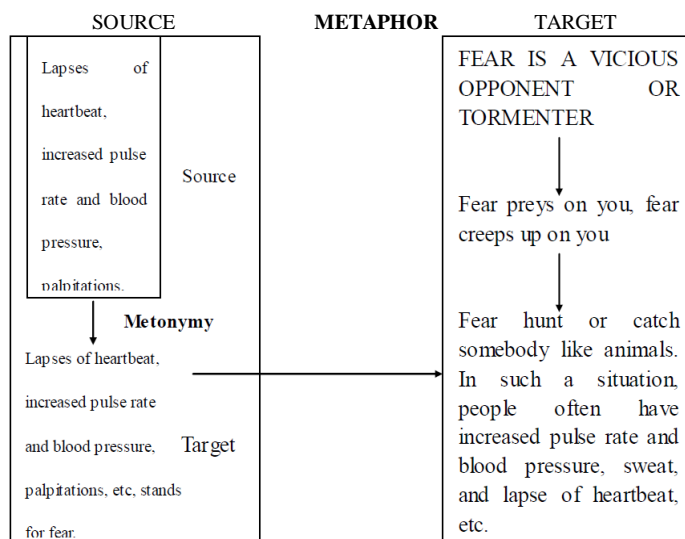 SOURCE METAPHOR TARGET
Lapses of
heartbeat,
increased pulse
rate and blood
pressure,
palpitations.
Source
Metonymy
Lapses of heartbeat,
increased pulse rate
and blood pressure,
palpitations, etc, stands
for fear.
Target
FEAR IS A VICIOUS
OPPONENT OR
TORMENTER
Fear preys on you, fear
creeps up on you
Fear hunt or catch
somebody like animals.
In such a situation,
people often have
increased pulse rate and
blood pressure, sweat,
and lapse of heartbeat,
etc.